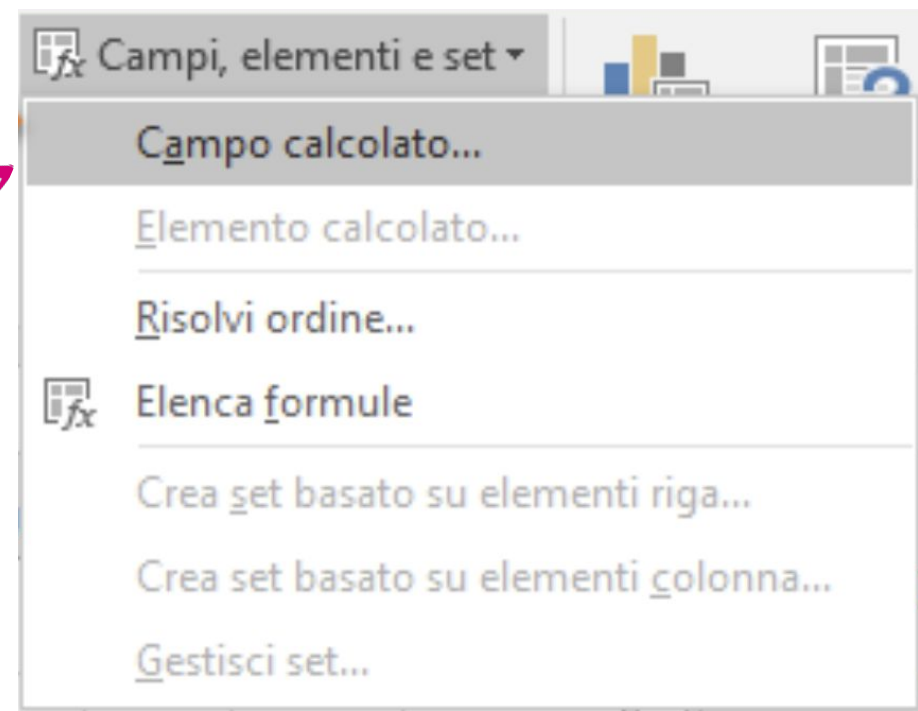 Campi, elementi e set
Campo calcolato...
Elemento calcolato...
Risolvi ordine...
Elenca formule
Crea set basato su elementi riga...
Crea set basato su elementi colonna...
Gestisci set...